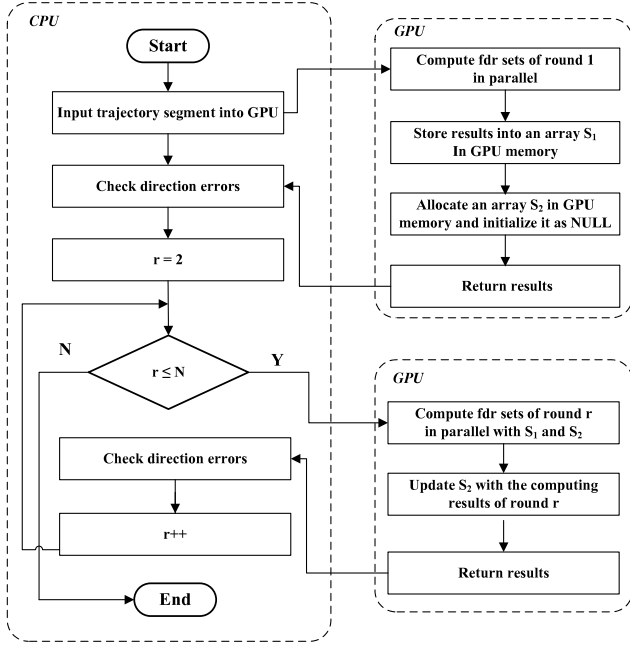 CPU
Start
Input trajectory segment into GPU
Check direction errors
r = 2
r ≤ N
N
Y
Check direction errors
r++
End
GPU
Compute fdr sets of round 1
in parallel
Store results into an array S₁
In GPU memory
Allocate an array S₂ in GPU
memory and initialize it as NULL
Return results
GPU
Compute fdr sets of round r
in parallel with S₁ and S₂
Update S₂ with the computing
results of round r
Return results